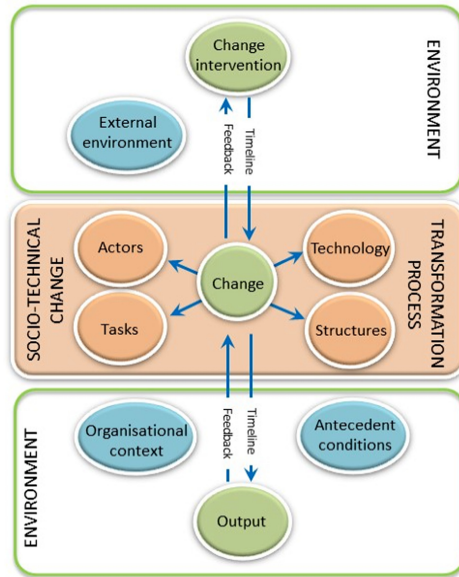 Change
intervention
ENVIRONMENT
External
environment
Feedback
Timeline
SOCIO-TECHNICAL
CHANGE
Actors
Technology
TRANSFORMATION
PROCESS
Change
Tasks
Structures
Feedback
Timeline
ENVIRONMENT
Organisational
context
Antecedent
conditions
Output